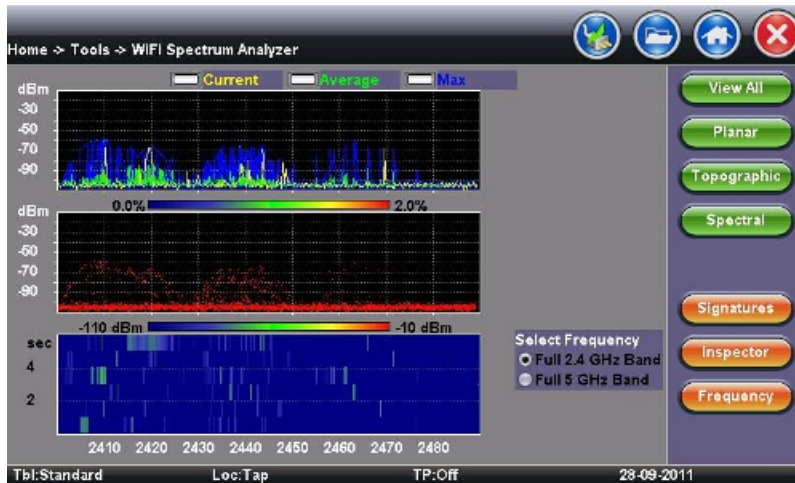 Home -> Tools -> WIFI Spectrum Analyzer
Current Average Max
dBm
-30
-50
-70
-90
0.0% 2.0%
dBm
-30
-50
-70
-90
-110 dBm -10 dBm
sec
4
2
2410 2420 2430 2440 2450 2460 2470 2480
Select Frequency
Full 2.4 GHz Band
Full 5 GHz Band
View All
Planar
Topographic
Spectral
Signatures
Inspector
Frequency
Tbl:Standard Loc:Tap TP:Off 28-09-2011